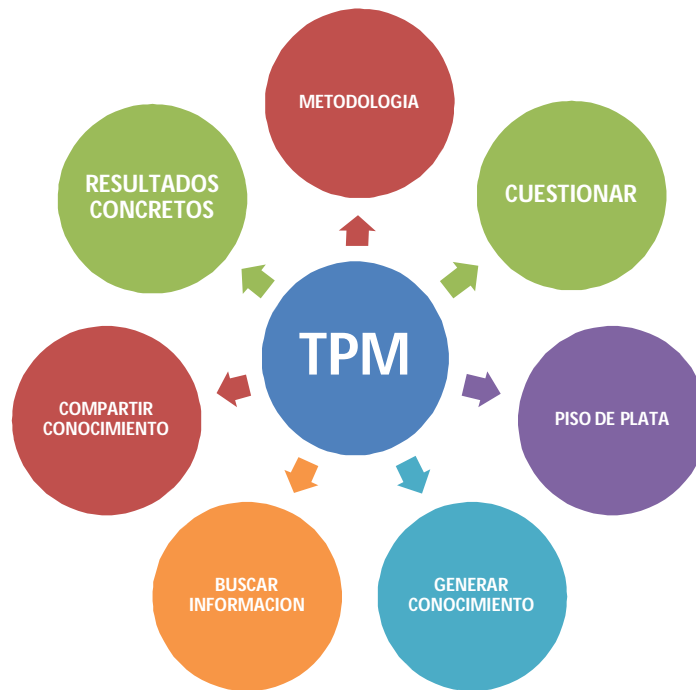 METODOLOGIA
CUESTIONAR
PISO DE PLATA
GENERAR
CONOCIMIENTO
BUSCAR
INFORMACION
COMPARTIR
CONOCIMIENTO
RESULTADOS
CONCRETOS
TPM